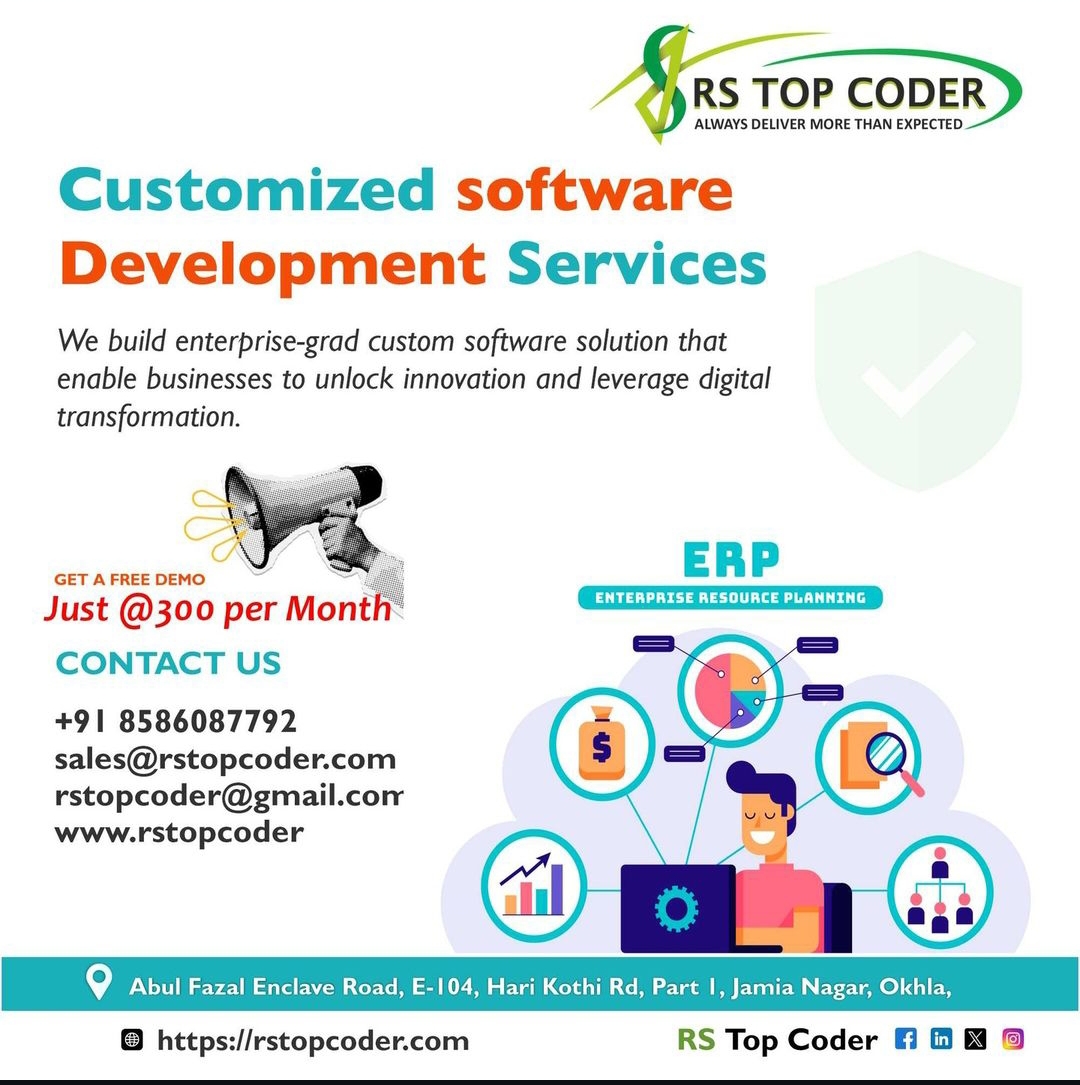 RS TOP CODER
ALWAYS DELIVER MORE THAN EXPECTED
Customized software
Development Services
We build enterprise-grad custom software solution that
enable businesses to unlock innovation and leverage digital
transformation.
GET A FREE DEMO
Just @300 per Month
CONTACT US
+91 8586087792
sales@rstopcoder.com
rstopcoder@gmail.com
www.rstopcoder
ERP
ENTERPRISE RESOURCE PLANNING
$
Abul Fazal Enclave Road, E-104, Hari Kothi Rd, Part 1, Jamia Nagar, Okhla,
https://rstopcoder.com
RS Top Coder